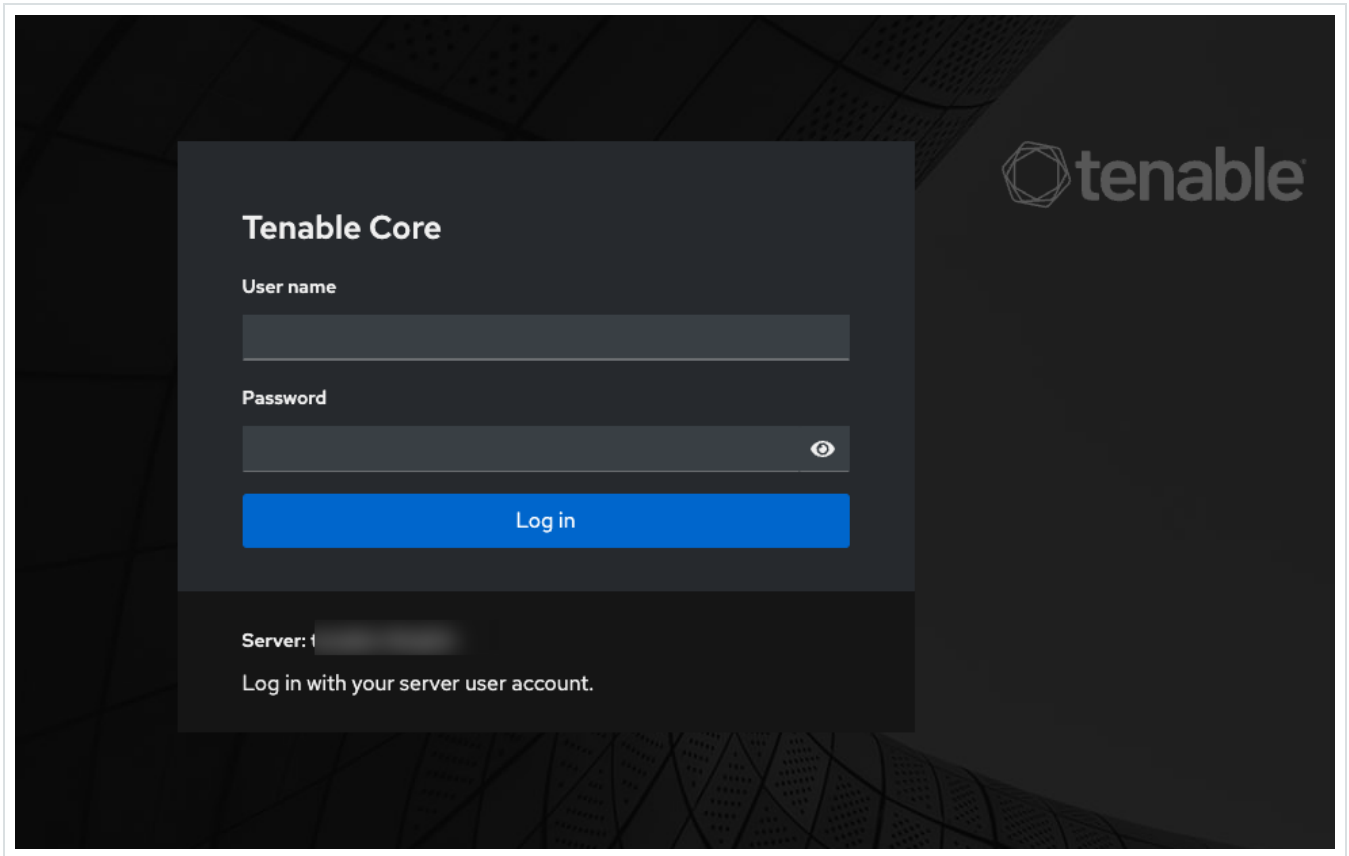 tenable
Tenable Core
User name
Password
Log in
Server:
Log in with your server user account.